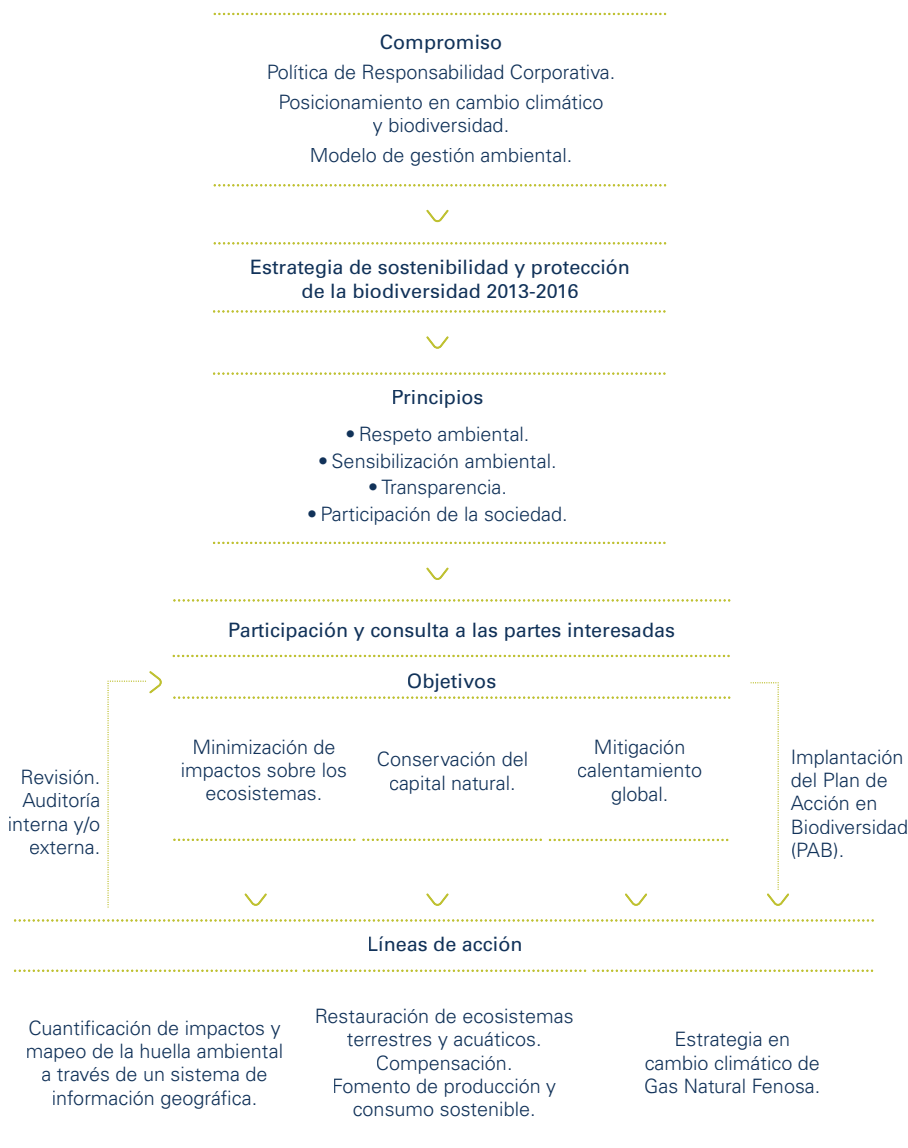 Compromiso
Política de Responsabilidad Corporativa.
Posicionamiento en cambio climático
y biodiversidad.
Modelo de gestión ambiental.
Estrategia de sostenibilidad y protección
de la biodiversidad 2013-2016
Principios
• Respeto ambiental.
• Sensibilización ambiental.
• Transparencia.
• Participación de la sociedad.
Participación y consulta a las partes interesadas
Objetivos
Minimización de
impactos sobre los
ecosistemas.
Conservación del
capital natural.
Mitigación
calentamiento
global.
Revisión.
Auditoría
interna y/o
externa.
Implantación
del Plan de
Acción en
Biodiversidad
(PAB).
Líneas de acción
Cuantificación de impactos y
mapeo de la huella ambiental
a través de un sistema de
información geográfica.
Restauración de ecosistemas
terrestres y acuáticos.
Compensación.
Fomento de producción y
consumo sostenible.
Estrategia en
cambio climático de
Gas Natural Fenosa.